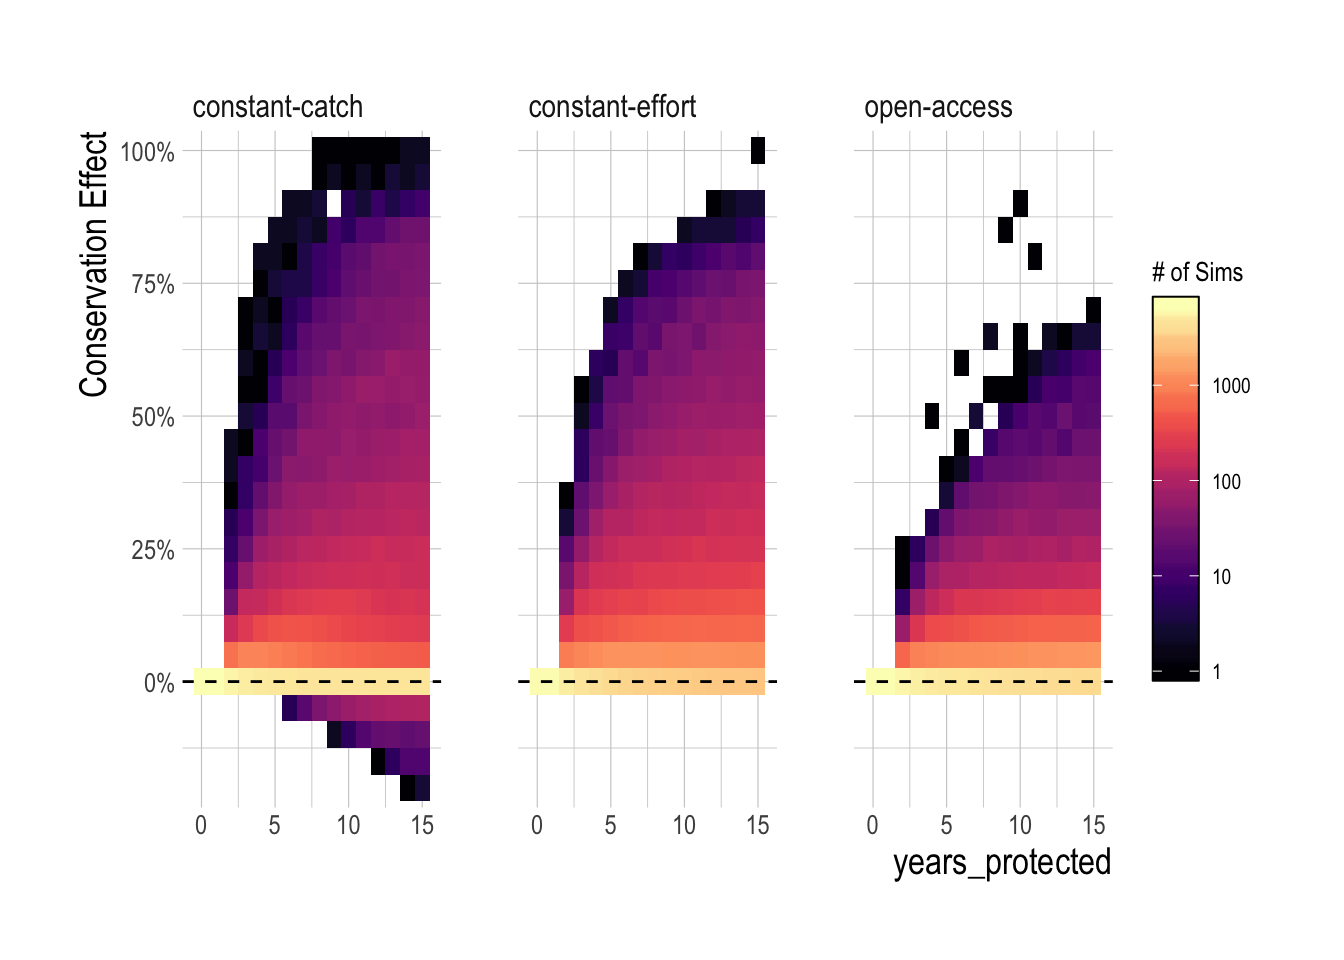 constant-catch constant-effort open-access
Conservation Effect
100%
75%
50%
25%
0%
0 5 10 15 0 5 10 15 0 5 10 15
years_protected
# of Sims
1000
100
10
1